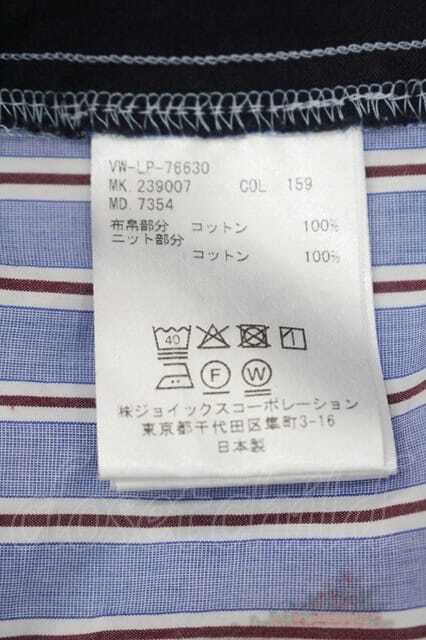 VW-LP-76630
MK. 239007 COL 159
MD. 7354
布帛部分 コットン 100%
ニット部分
コットン 100%
40
F W
株ジョイックスコーポレーション
東京都千代田区隼町3-16
日本製